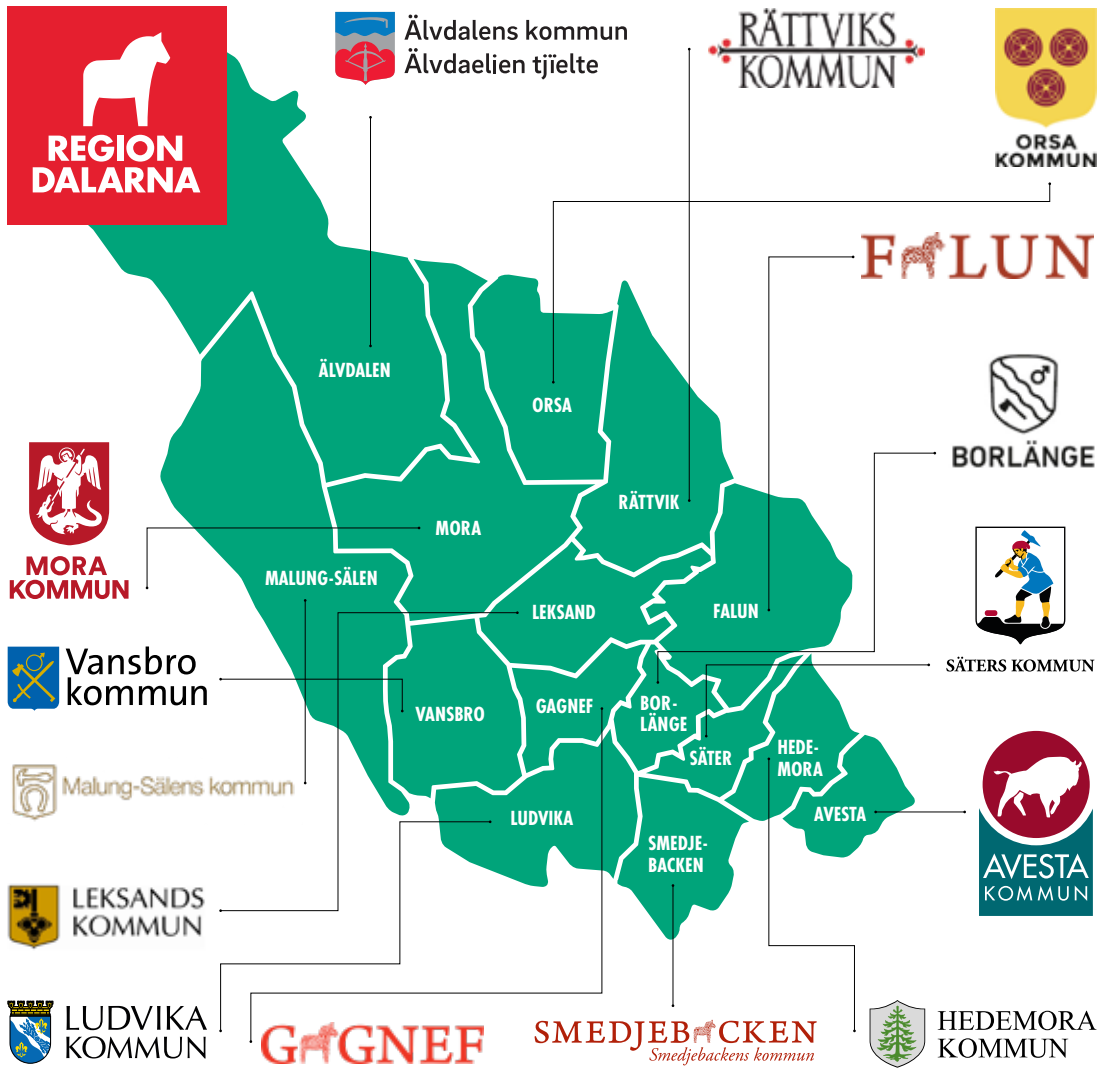 REGION
DALARNA
Älvdalens kommun
Älvdaelien tjïelte
RÄTTVIKS
KOMMUN
ORSA
KOMMUN
FALUN
BORLÄNGE
SÄTERS KOMMUN
AVESTA
KOMMUN
HEDEMORA
KOMMUN
SMEDJEBACKEN
Smedjebackens kommun
GAGNEF
LUDVIKA
KOMMUN
LEKSANDS
KOMMUN
Malung-Sälens kommun
Vansbro
kommun
MORA
KOMMUN
ÄLVDALEN
ORSA
RÄTTVIK
MORA
MALUNG-SÄLEN
LEKSAND
FALUN
VANSBRO
GAGNEF
BOR-
LÄNGE
SÄTER
HEDE-
MORA
AVESTA
LUDVIKA
SMEDJE-
BACKEN